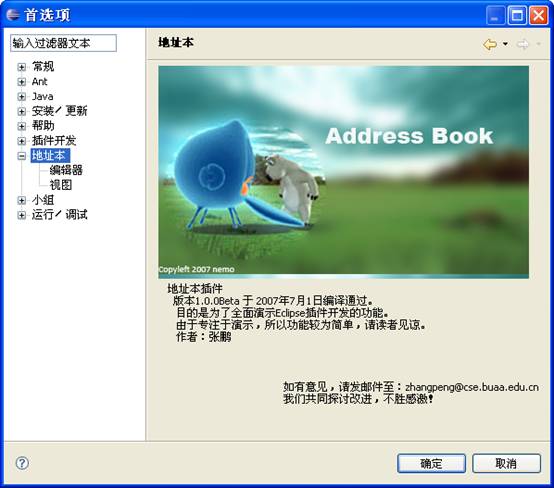 首选项
输入过滤器文本
地址本
常规
Ant
Java
安装/更新
帮助
插件开发
地址本
编辑器
视图
小组
运行/调试
Address Book
Copyleft 2007 nemo
地址本插件
版本1.0.0Beta 于 2007年7月1日编译通过。
目的是为了全面演示Eclipse插件开发的功能。
由于专注于演示，所以功能较为简单，请读者见谅。
作者：张鹏
如有意见，请发邮件至：zhangpeng@cse.buaa.edu.cn
我们共同探讨改进，不胜感激!
确定
取消